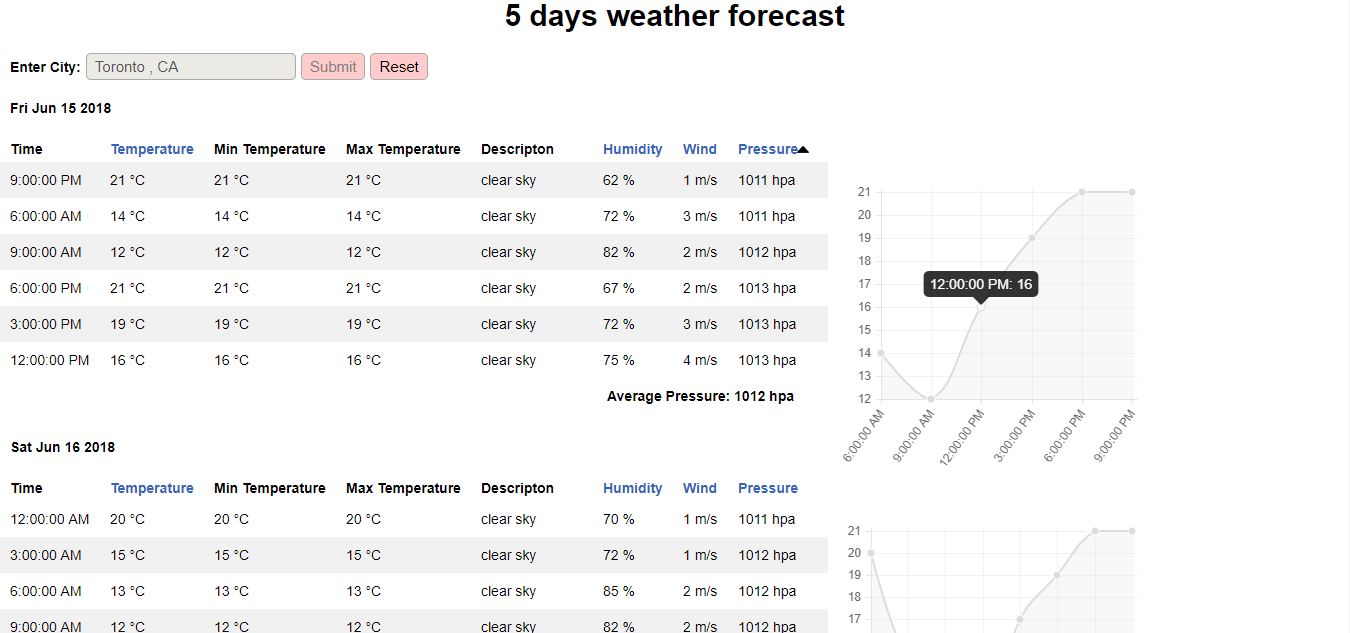 5 days weather forecast
Enter City: Toronto , CA Submit Reset
Fri Jun 15 2018
Time Temperature Min Temperature Max Temperature Descripton Humidity Wind Pressure
9:00:00 PM 21 °C 21 °C 21 °C clear sky 62 % 1 m/s 1011 hpa
6:00:00 AM 14 °C 14 °C 14 °C clear sky 72 % 3 m/s 1011 hpa
9:00:00 AM 12 °C 12 °C 12 °C clear sky 82 % 2 m/s 1012 hpa
6:00:00 PM 21 °C 21 °C 21 °C clear sky 67 % 2 m/s 1013 hpa
3:00:00 PM 19 °C 19 °C 19 °C clear sky 72 % 3 m/s 1013 hpa
12:00:00 PM 16 °C 16 °C 16 °C clear sky 75 % 4 m/s 1013 hpa
Average Pressure: 1012 hpa
21
20
19
18
17
16
15
14
13
12
12:00:00 PM: 16
6:00:00 AM 9:00:00 AM 12:00:00 PM 3:00:00 PM 6:00:00 PM 9:00:00 PM
Sat Jun 16 2018
Time Temperature Min Temperature Max Temperature Descripton Humidity Wind Pressure
12:00:00 AM 20 °C 20 °C 20 °C clear sky 70 % 1 m/s 1011 hpa
3:00:00 AM 15 °C 15 °C 15 °C clear sky 72 % 1 m/s 1012 hpa
6:00:00 AM 13 °C 13 °C 13 °C clear sky 85 % 2 m/s 1012 hpa
9:00:00 AM 12 °C 12 °C 12 °C clear sky 82 % 2 m/s 1012 hpa
21
20
19
18
17